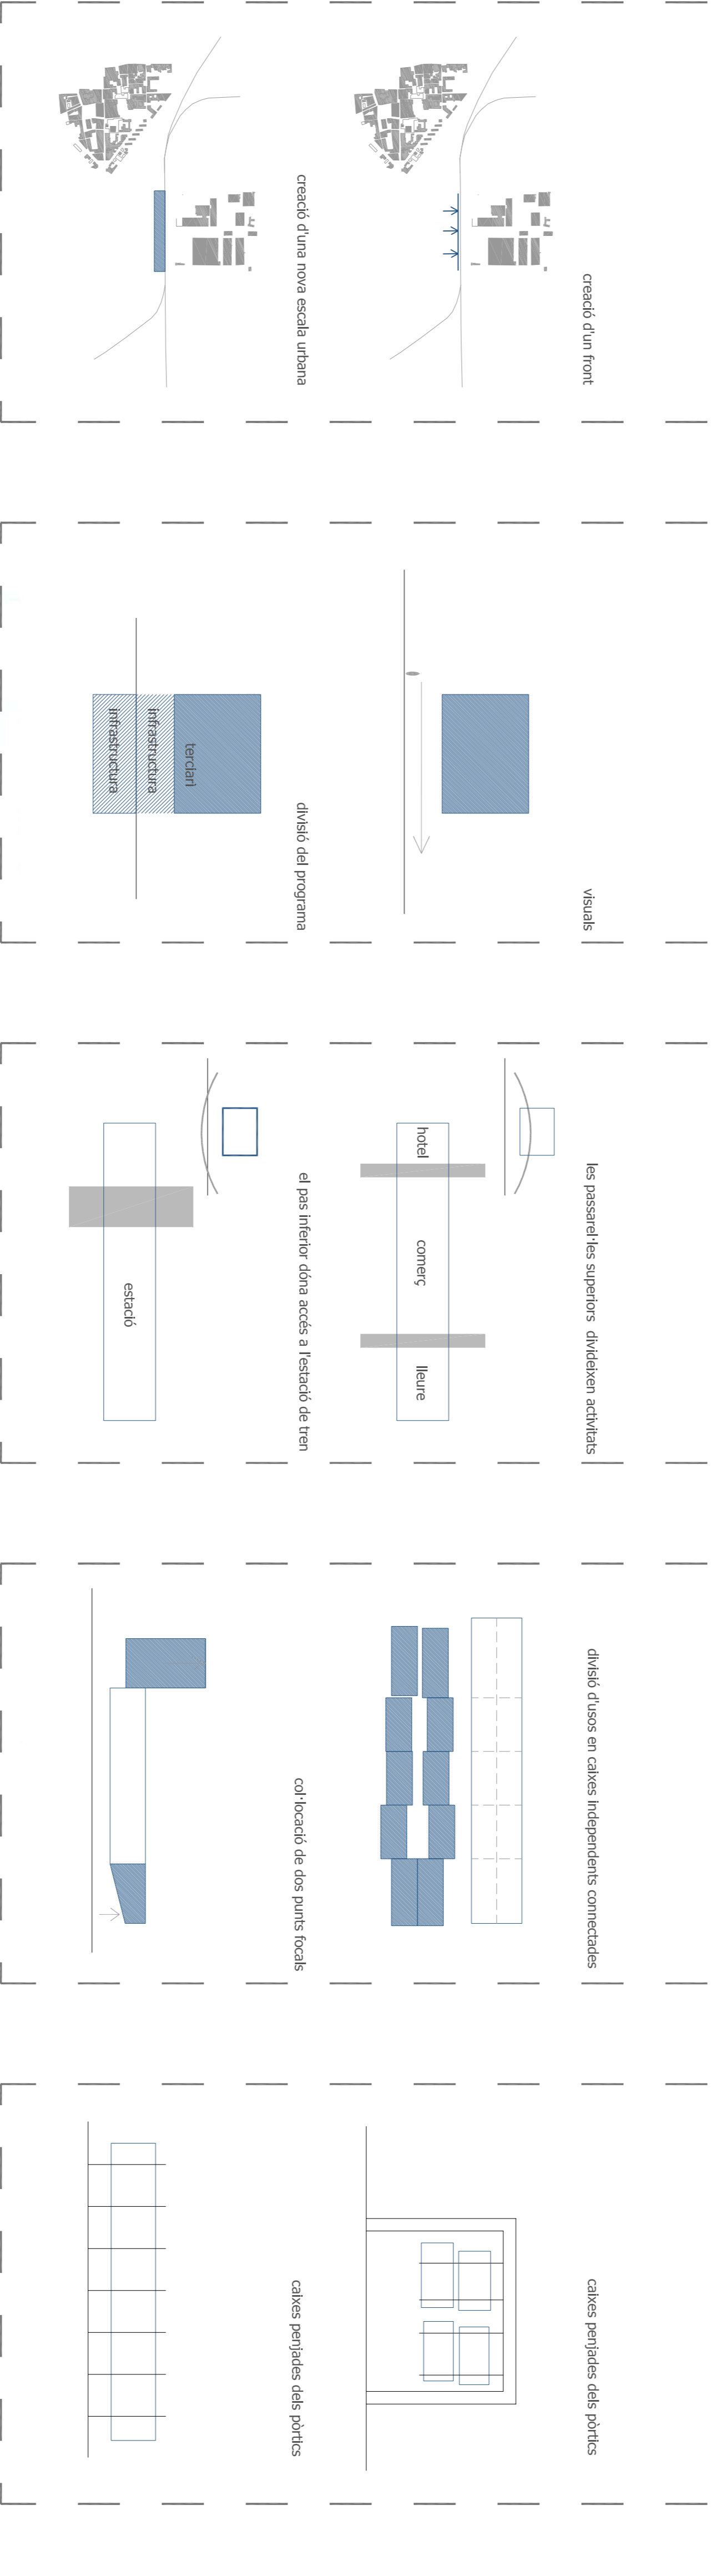 creació d'un front
creació d'una nova escala urbana
visuals
divisió del programa
terciari
infrastructura
infrastructura
les passarel·les superiors divideixen activitats
hotel
comerç
lleure
el pas inferior dóna accés a l'estació de tren
estació
divisió d'usos en caixes independents connectades
col·locació de dos punts focals
caixes penjades dels pòrtics
caixes penjades dels pòrtics